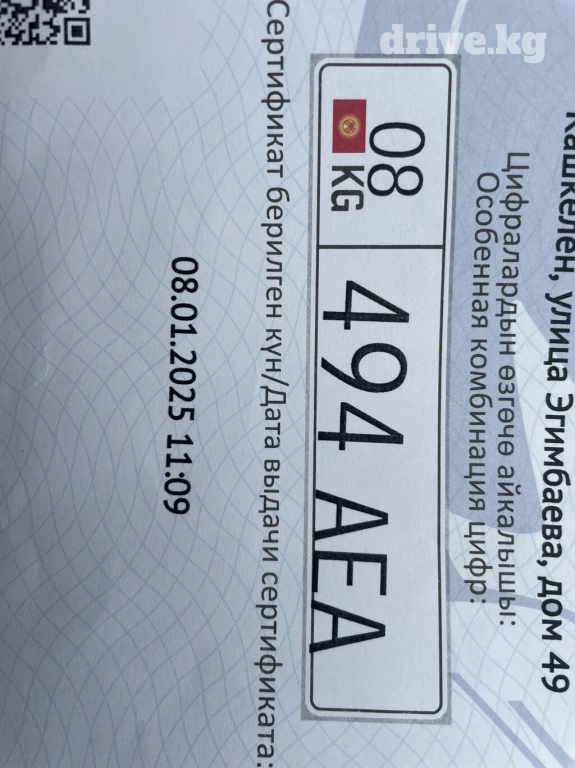 Кашкелен, улица Эгимбаева, дом 49
Цифралардын өзгөчө айкалышы:
Особенная комбинация цифр:
08
KG
494 AEA
Сертификат берилген күн/Дата выдачи сертификата:
08.01.2025 11:09
drive.kg